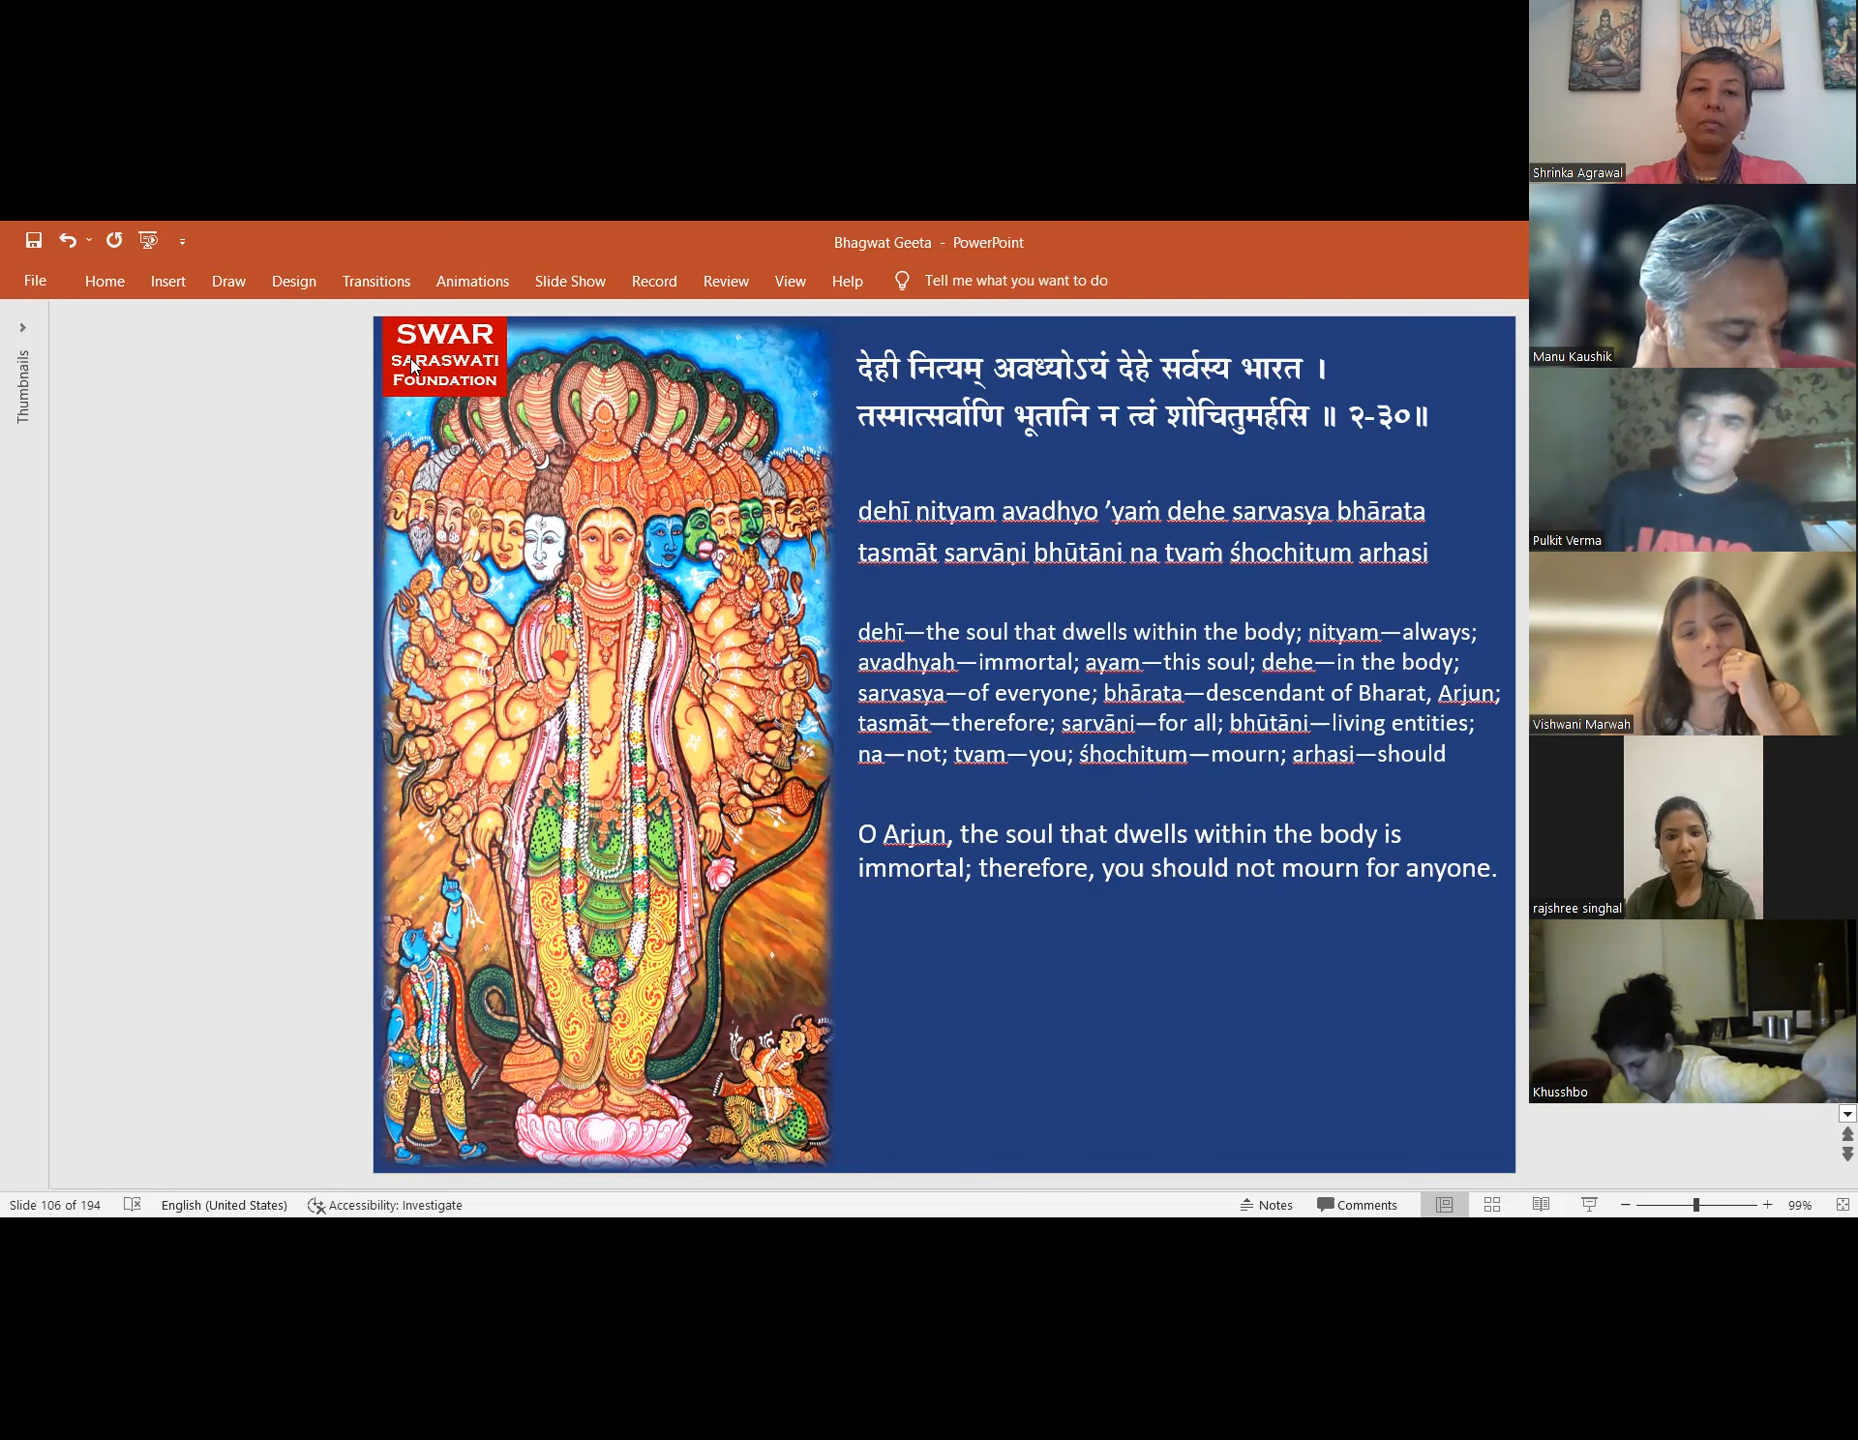 Shrinka Agrawal
Bhagwat Geeta - PowerPoint
File Home Insert Draw Design Transitions Animations Slide Show Record Review View Help Tell me what you want to do
Manu Kaushik
Thumbnails
SWAR
SARASWATI
FOUNDATION
देही नित्यम् अवध्योऽयं देहे सर्वस्य भारत ।
तस्मात्सर्वाणि भूतानि न त्वं शोचितुमर्हसि ॥ २-३०॥
dehī nityam avadhyo ’yaṁ dehe sarvasya bhārata
tasmāt sarvāṇi bhūtāni na tvaṁ śhochitum arhasi
dehī—the soul that dwells within the body; nityam—always;
avadhyah—immortal; ayam—this soul; dehe—in the body;
sarvasya—of everyone; bhārata—descendant of Bharat, Arjun;
tasmāt—therefore; sarvāṇi—for all; bhūtāni—living entities;
na—not; tvam—you; śhochitum—mourn; arhasi—should
O Arjun, the soul that dwells within the body is
immortal; therefore, you should not mourn for anyone.
Pulkit Verma
Vishwani Marwah
rajshree singhal
Khusshbo
Slide 106 of 194 English (United States) Accessibility: Investigate Notes Comments 99%